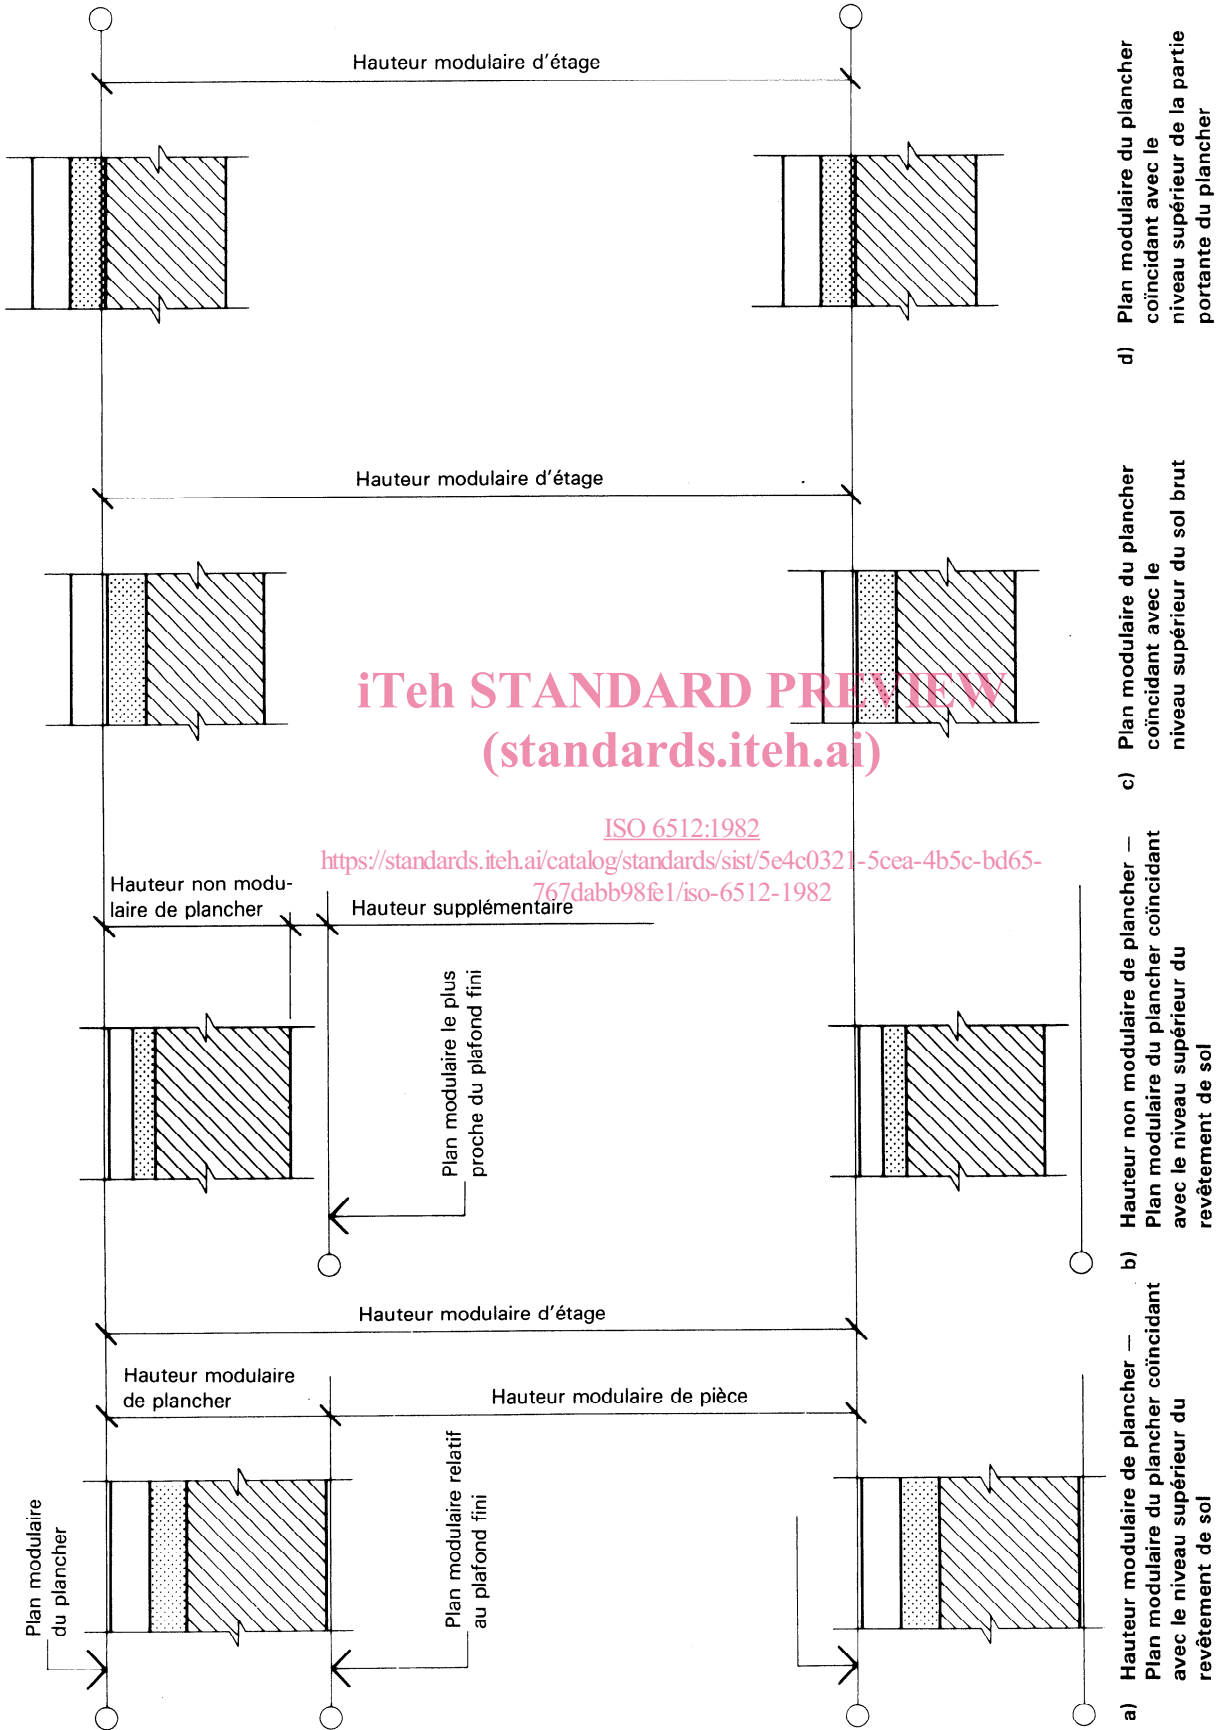 Hauteur modulaire d'étage
d) Plan modulaire du plancher
coïncidant avec le
niveau supérieur de la partie
portante du plancher
Hauteur modulaire d'étage
c) Plan modulaire du plancher
coïncidant avec le
niveau supérieur du sol brut
iTeh STANDARD PREVIEW
(standards.iteh.ai)
ISO 6512:1982
https://standards.iteh.ai/catalog/standards/sist/5e4c0321-5cea-4b5c-bd65-
767dabb98fe1/iso-6512-1982
Hauteur non modu-
laire de plancher
Hauteur supplémentaire
Plan modulaire le plus
proche du plafond fini
b) Hauteur non modulaire de plancher —
Plan modulaire du plancher coïncidant
avec le niveau supérieur du
revêtement de sol
Hauteur modulaire d'étage
Hauteur modulaire
de plancher
Hauteur modulaire de pièce
Plan modulaire
du plancher
Plan modulaire relatif
au plafond fini
a) Hauteur modulaire de plancher —
Plan modulaire du plancher coïncidant
avec le niveau supérieur du
revêtement de sol